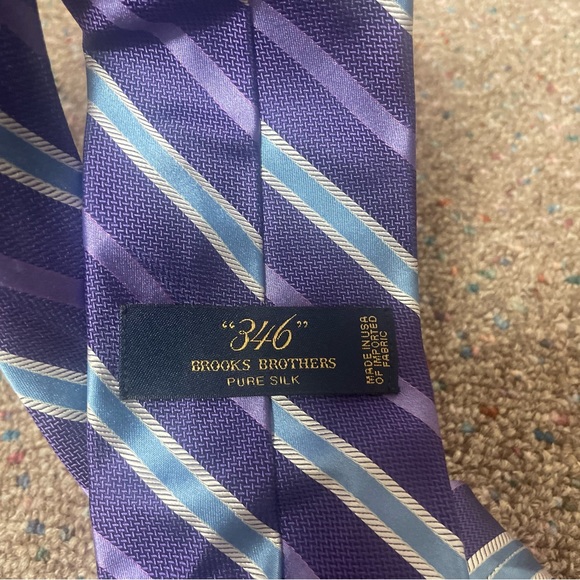 "346"
BROOKS BROTHERS
PURE SILK
MADE IN USA
OF IMPORTED
FABRIC